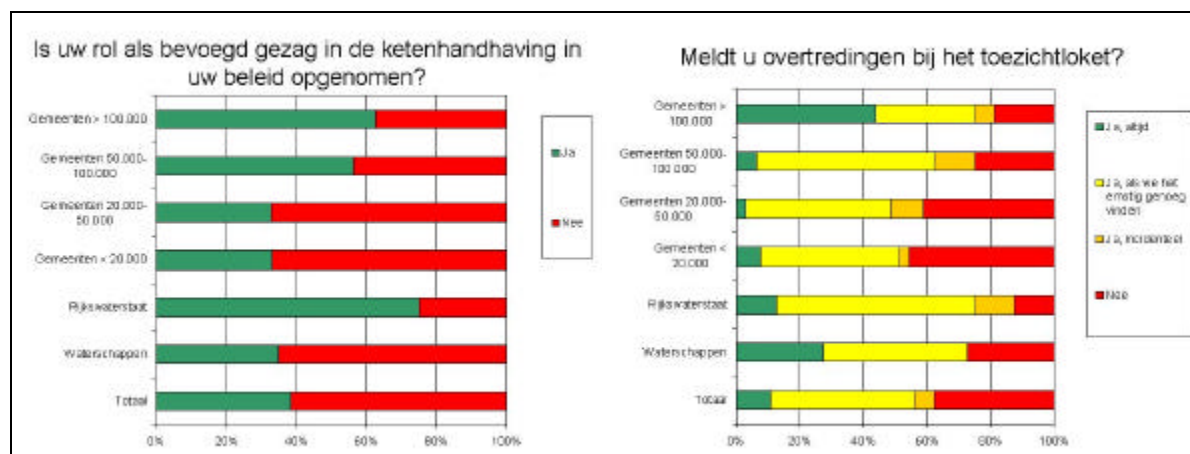 Is uw rol als bevoegd gezag in de ketenhandhaving in
uw beleid opgenomen?
Gemeenten > 100.000
Gemeenten 50.000-
100.000
Gemeenten 20.000-
50.000
Gemeenten < 20.000
Rijkswaterstaat
Waterschappen
Totaal
0% 20% 40% 60% 80% 100%
Ja
Nee
Meldt u overtredingen bij het toezichtloket?
Gemeenten >
100.000
Gemeenten 50.000-
100.000
Gemeenten 20.000-
50.000
Gemeenten <
20.000
Rijkswaterstaat
Waterschappen
Totaal
0% 20% 40% 60% 80% 100%
Ja, altijd
Ja, als we het
ernstig genoeg
vinden
Ja, incidenteel
Nee